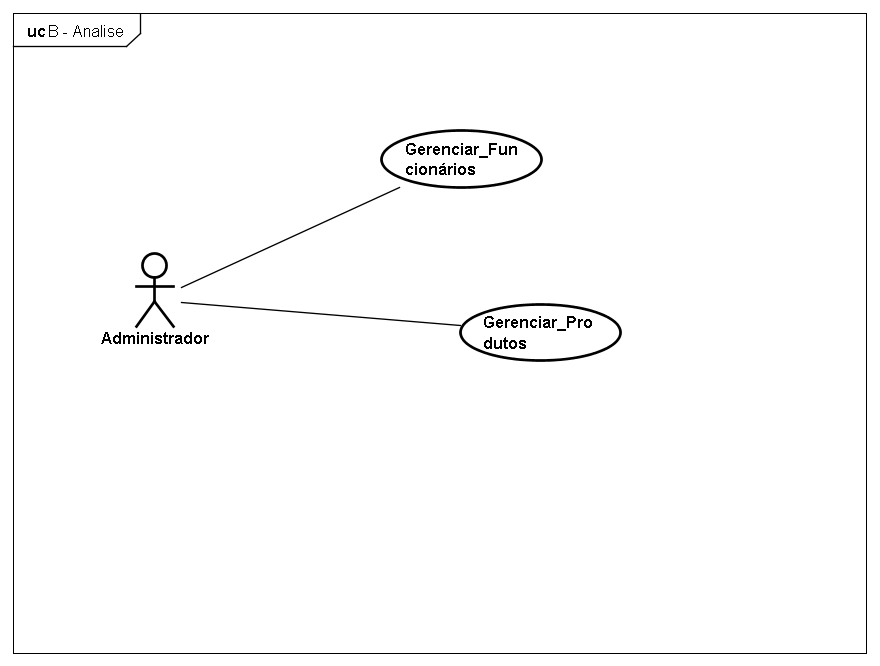 uc B - Analise
Gerenciar_Fun
cionários
Administrador
Gerenciar_Pro
dutos